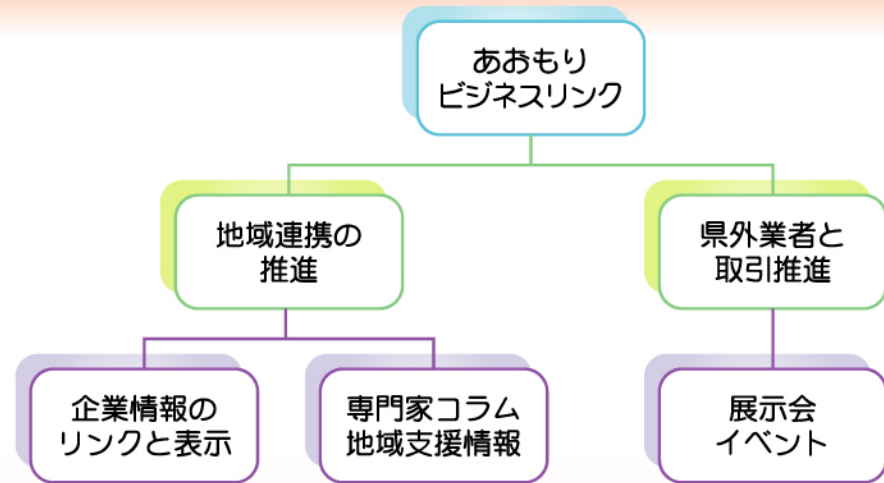 あおもり
ビジネスリンク
地域連携の
推進
県外業者と
取引推進
企業情報の
リンクと表示
専門家コラム
地域支援情報
展示会
イベント